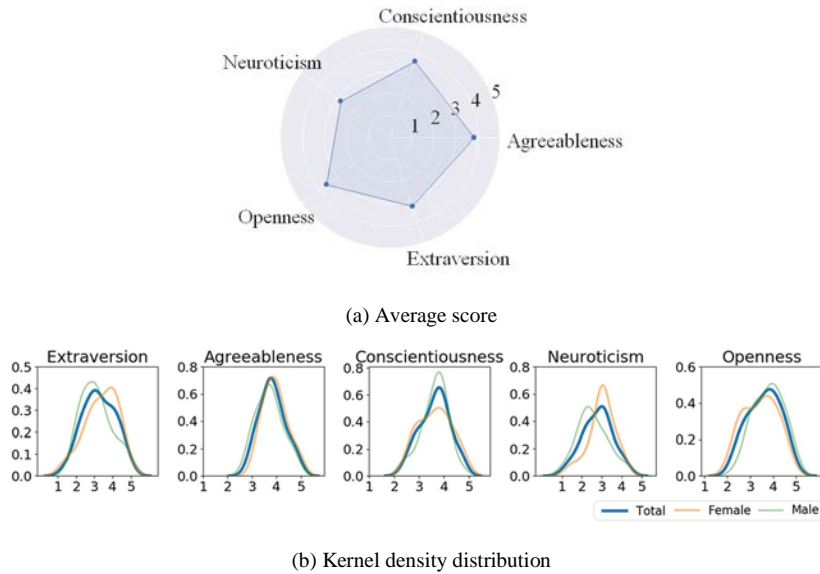 Conscientiousness
Neuroticism
1 2 3 4 5
Agreeableness
Openness
Extraversion
(a) Average score
Extraversion Agreeableness Conscientiousness Neuroticism Openness
0.5 0.4 0.3 0.2 0.1 0.0
1 2 3 4 5
0.8 0.6 0.4 0.2 0.0
1 2 3 4 5
0.8 0.6 0.4 0.2 0.0
1 2 3 4 5
0.8 0.6 0.4 0.2 0.0
1 2 3 4 5
0.6 0.4 0.2 0.0
1 2 3 4 5
Total Female Male
(b) Kernel density distribution